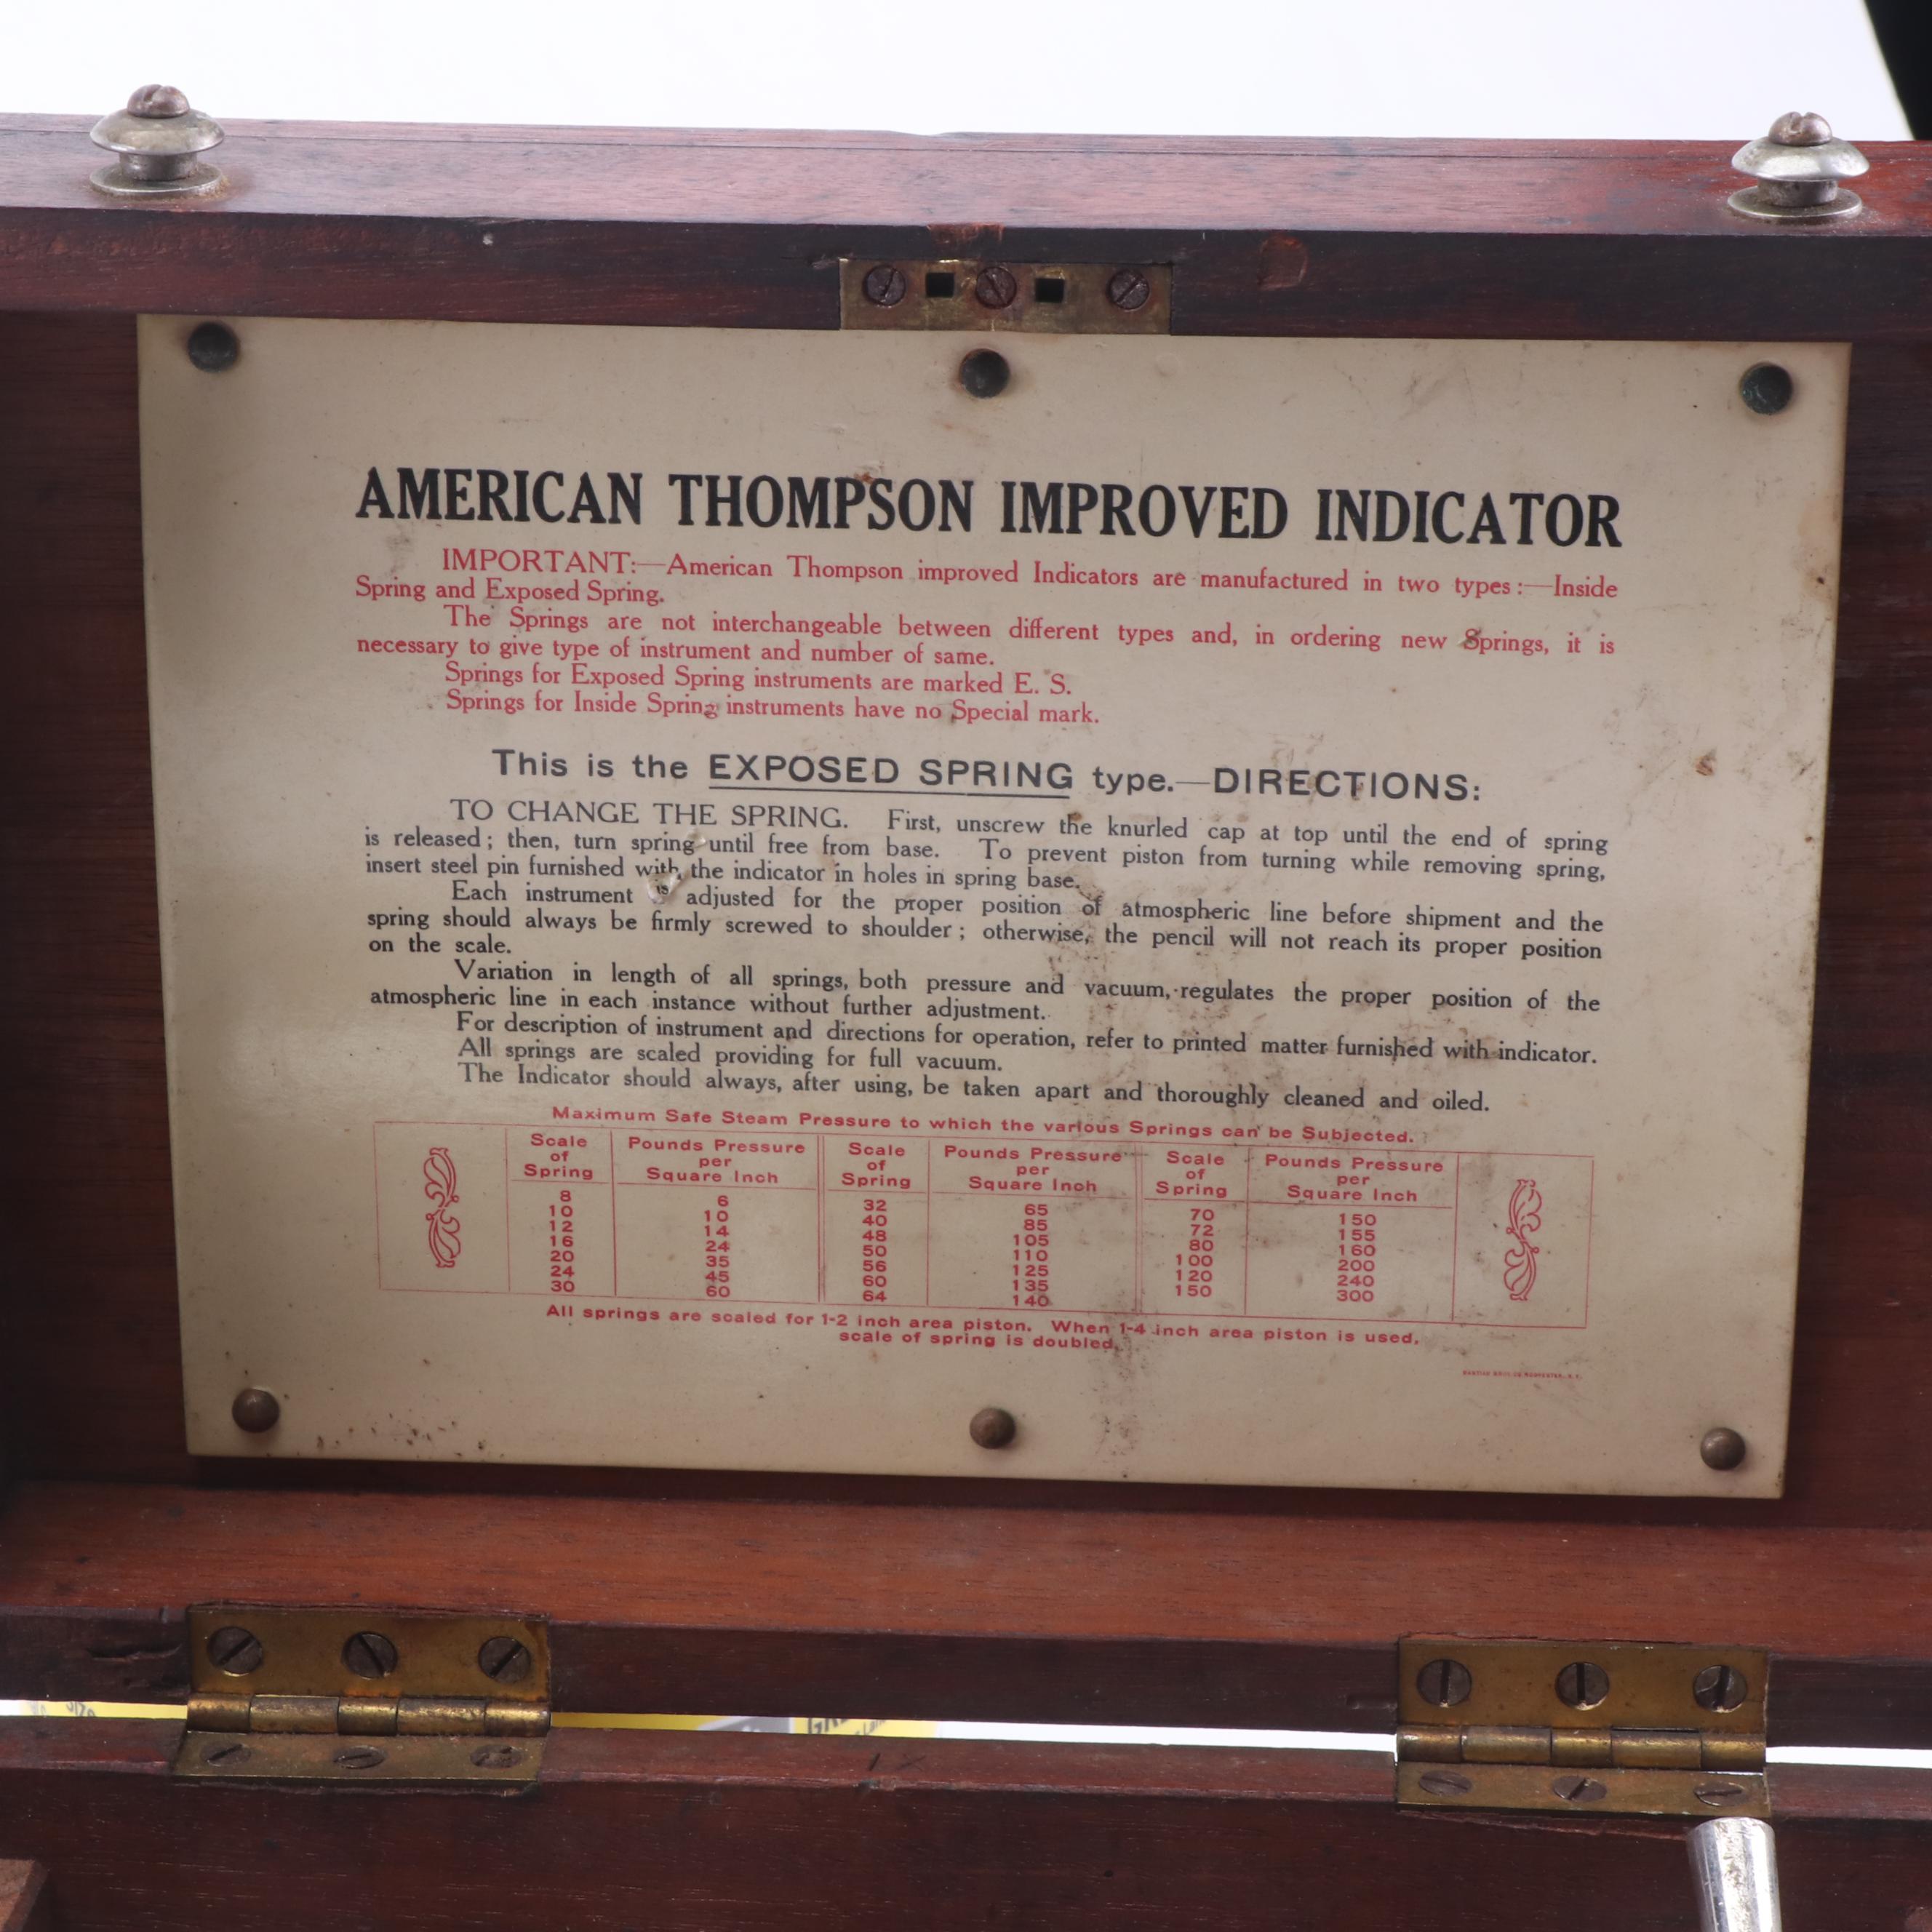 AMERICAN THOMPSON IMPROVED INDICATOR
IMPORTANT:—American Thompson improved Indicators are manufactured in two types:—Inside
Spring and Exposed Spring.
The Springs are not interchangeable between different types and, in ordering new Springs, it is
necessary to give type of instrument and number of same.
Springs for Exposed Spring instruments are marked E. S.
Springs for Inside Spring instruments have no Special mark.
This is the EXPOSED SPRING type.—DIRECTIONS:
TO CHANGE THE SPRING. First, unscrew the knurled cap at top until the end of spring
is released; then, turn spring until free from base. To prevent piston from turning while removing spring,
insert steel pin furnished with the indicator in holes in spring base.
Each instrument is adjusted for the proper position of atmospheric line before shipment and the
spring should always be firmly screwed to shoulder; otherwise, the pencil will not reach its proper position
on the scale.
Variation in length of all springs, both pressure and vacuum, regulates the proper position of the
atmospheric line in each instance without further adjustment.
For description of instrument and directions for operation, refer to printed matter furnished with indicator.
All springs are scaled providing for full vacuum.
The Indicator should always, after using, be taken apart and thoroughly cleaned and oiled.
Maximum Safe Steam Pressure to which the various Springs can be Subjected.
Scale of Spring Pounds Pressure per Square Inch Scale of Spring Pounds Pressure per Square Inch Scale of Spring Pounds Pressure per Square Inch
8 6 32 65 70 150
10 10 40 85 72 155
12 14 48 105 80 160
16 24 50 110 100 200
20 35 56 125 120 240
24 45 60 135 150 300
30 60 64 140
All springs are scaled for 1-2 inch area piston. When 1-4 inch area piston is used,
scale of spring is doubled.